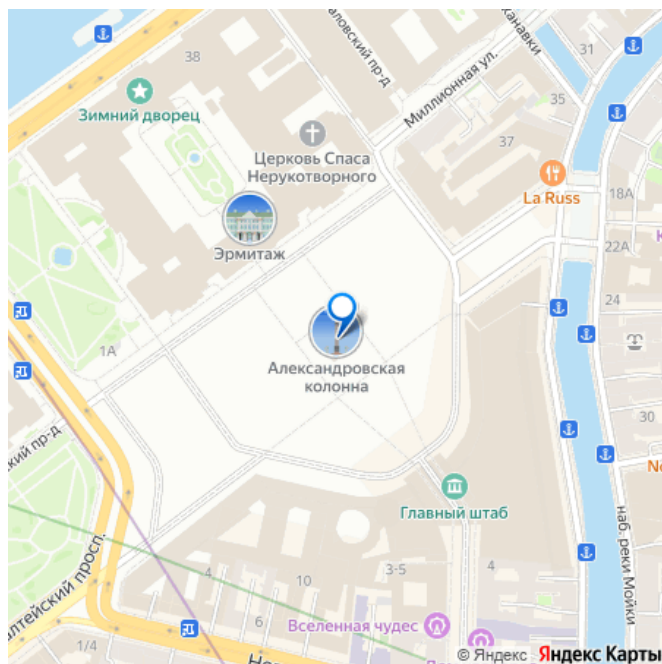 38
Зимний дворец
Миллионная ул.
31
35
37
Церковь Спаса
Нерукотворного
La Russ
18А
22А
Эрмитаж
24
1А
Александровская
колонна
30
Главный штаб
наб. реки Мойки
4
10
3-5
4
6
Вселенная чудес
1/4
© Яндекс Яндекс Карты